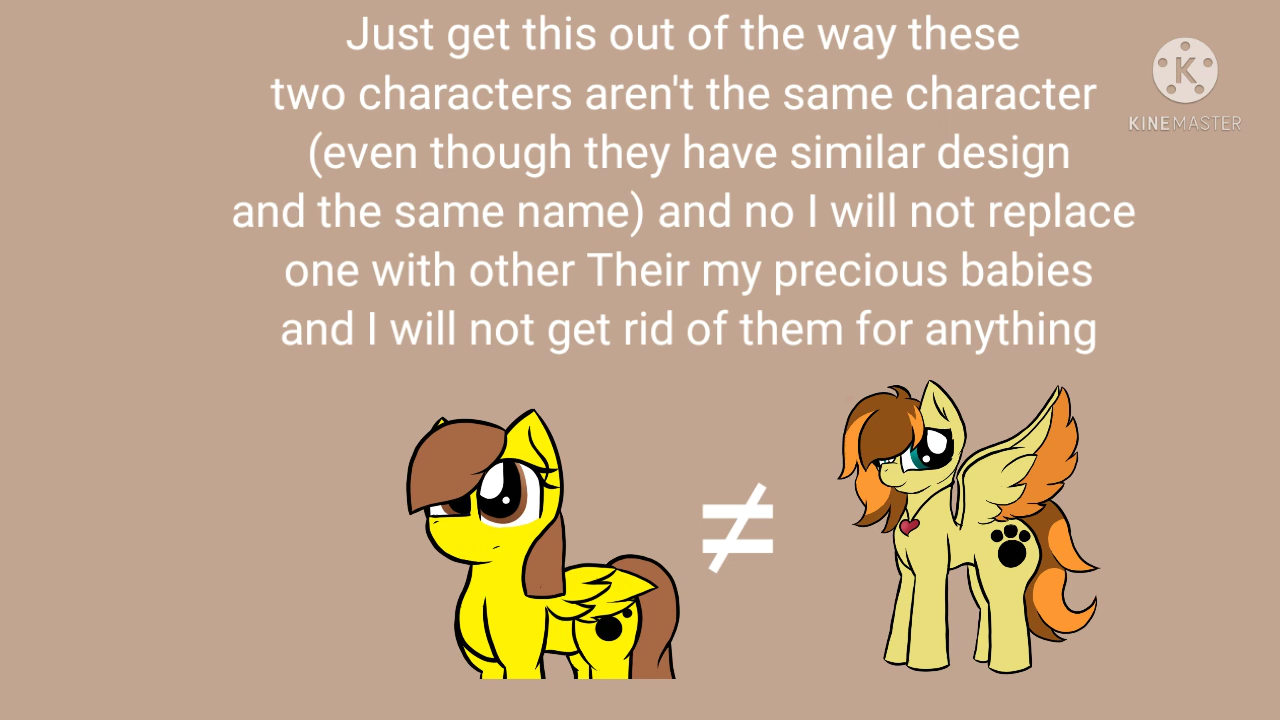 Just get this out of the way these
two characters aren't the same character
(even though they have similar design
and the same name) and no I will not replace
one with other Their my precious babies
and I will not get rid of them for anything
K
KINEMASTER
≠